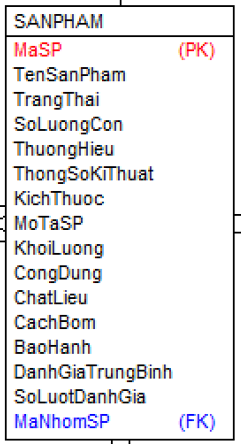 SANPHAM
MaSP (PK)
TenSanPham
TrangThai
SoLuongCon
ThuongHieu
ThongSoKiThuat
KichThuoc
MoTaSP
KhoiLuong
CongDung
ChatLieu
CachBom
BaoHanh
DanhGiaTrungBinh
SoLuotDanhGia
MaNhomSP (FK)